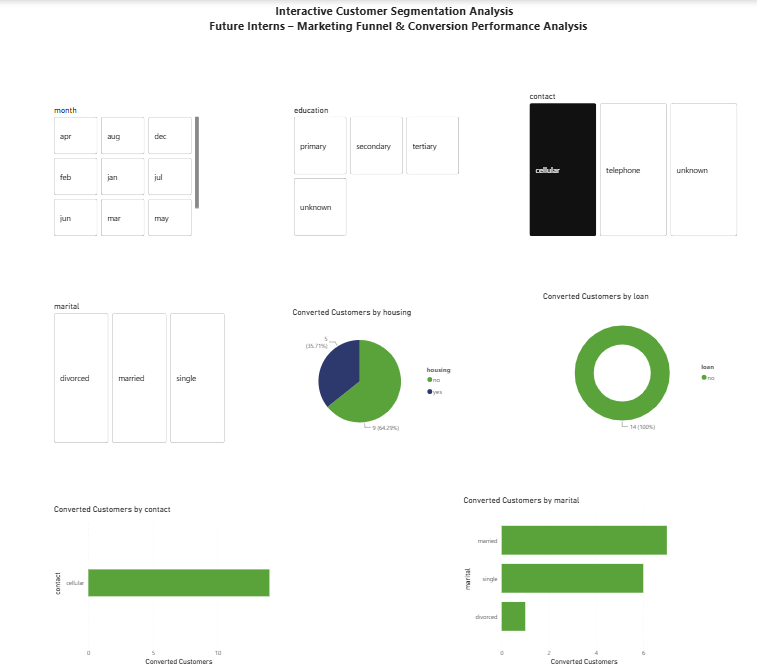 Interactive Customer Segmentation Analysis
Future Interns – Marketing Funnel & Conversion Performance Analysis
month
apr
aug
dec
feb
jan
jul
jun
mar
may
education
primary
secondary
tertiary
unknown
contact
cellular
telephone
unknown
marital
divorced
married
single
Converted Customers by housing
5
(35,71%)
9 (64,29%)
housing
no
yes
Converted Customers by loan
14 (100%)
loan
no
Converted Customers by contact
contact
cellular
0 5 10
Converted Customers
Converted Customers by marital
marital
married
single
divorced
0 2 4 6
Converted Customers